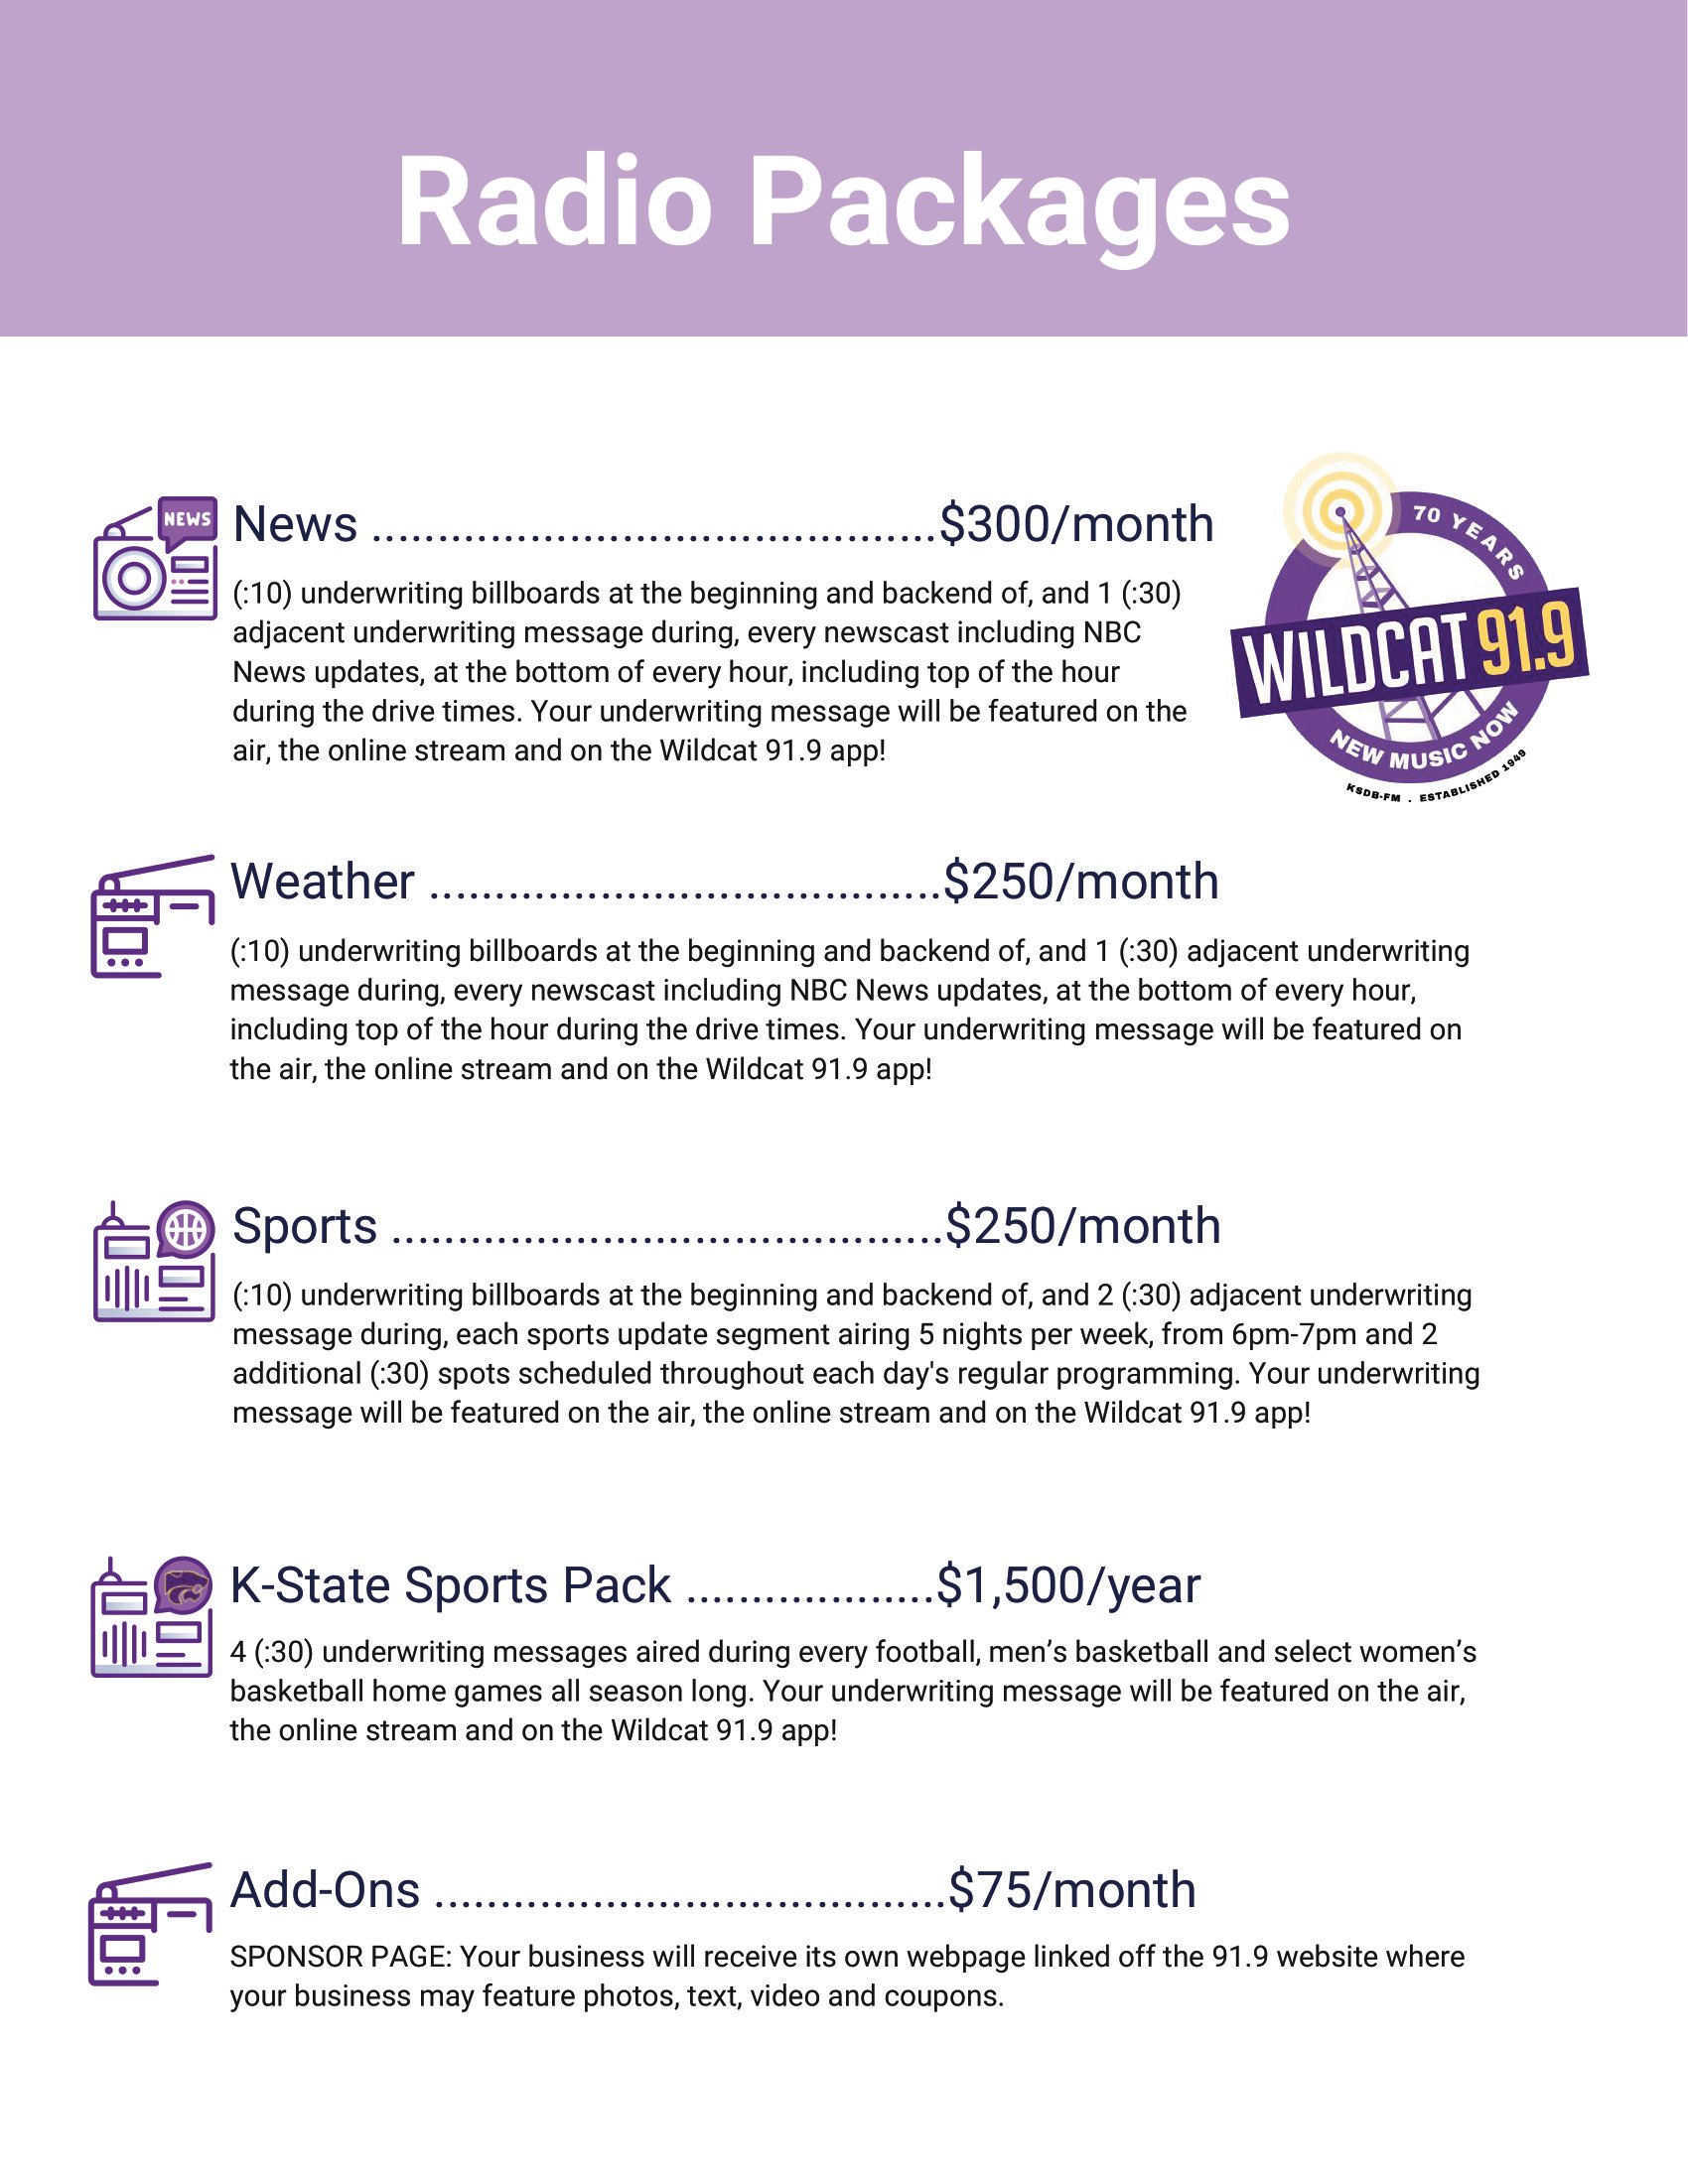 Radio Packages
NEWS
News ...........................................$300/month
(:10) underwriting billboards at the beginning and backend of, and 1 (:30)
adjacent underwriting message during, every newscast including NBC
News updates, at the bottom of every hour, including top of the hour
during the drive times. Your underwriting message will be featured on the
air, the online stream and on the Wildcat 91.9 app!
70 YEARS
WILDCAT 91.9
NEW MUSIC NOW
KSDB-FM . ESTABLISHED 1949
Weather .......................................$250/month
(:10) underwriting billboards at the beginning and backend of, and 1 (:30) adjacent underwriting
message during, every newscast including NBC News updates, at the bottom of every hour,
including top of the hour during the drive times. Your underwriting message will be featured on
the air, the online stream and on the Wildcat 91.9 app!
Sports ..........................................$250/month
(:10) underwriting billboards at the beginning and backend of, and 2 (:30) adjacent underwriting
message during, each sports update segment airing 5 nights per week, from 6pm-7pm and 2
additional (:30) spots scheduled throughout each day's regular programming. Your underwriting
message will be featured on the air, the online stream and on the Wildcat 91.9 app!
K-State Sports Pack ...................$1,500/year
4 (:30) underwriting messages aired during every football, men’s basketball and select women’s
basketball home games all season long. Your underwriting message will be featured on the air,
the online stream and on the Wildcat 91.9 app!
Add-Ons .......................................$75/month
SPONSOR PAGE: Your business will receive its own webpage linked off the 91.9 website where
your business may feature photos, text, video and coupons.